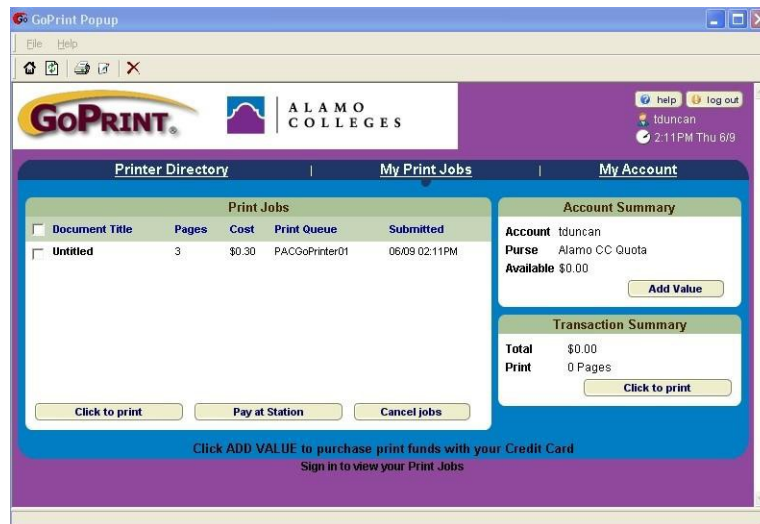 Go GoPrint Popup
File Help
GOPRINT®
ALAMO
COLLEGES
help log out
tduncan
2:11PM Thu 6/9
Printer Directory | My Print Jobs | My Account
Print Jobs
Document Title Pages Cost Print Queue Submitted
Untitled 3 $0.30 PACGoPrinter01 06/09 02:11PM
Click to print Pay at Station Cancel jobs
Account Summary
Account tduncan
Purse Alamo CC Quota
Available $0.00
Add Value
Transaction Summary
Total $0.00
Print 0 Pages
Click to print
Click ADD VALUE to purchase print funds with your Credit Card
Sign in to view your Print Jobs